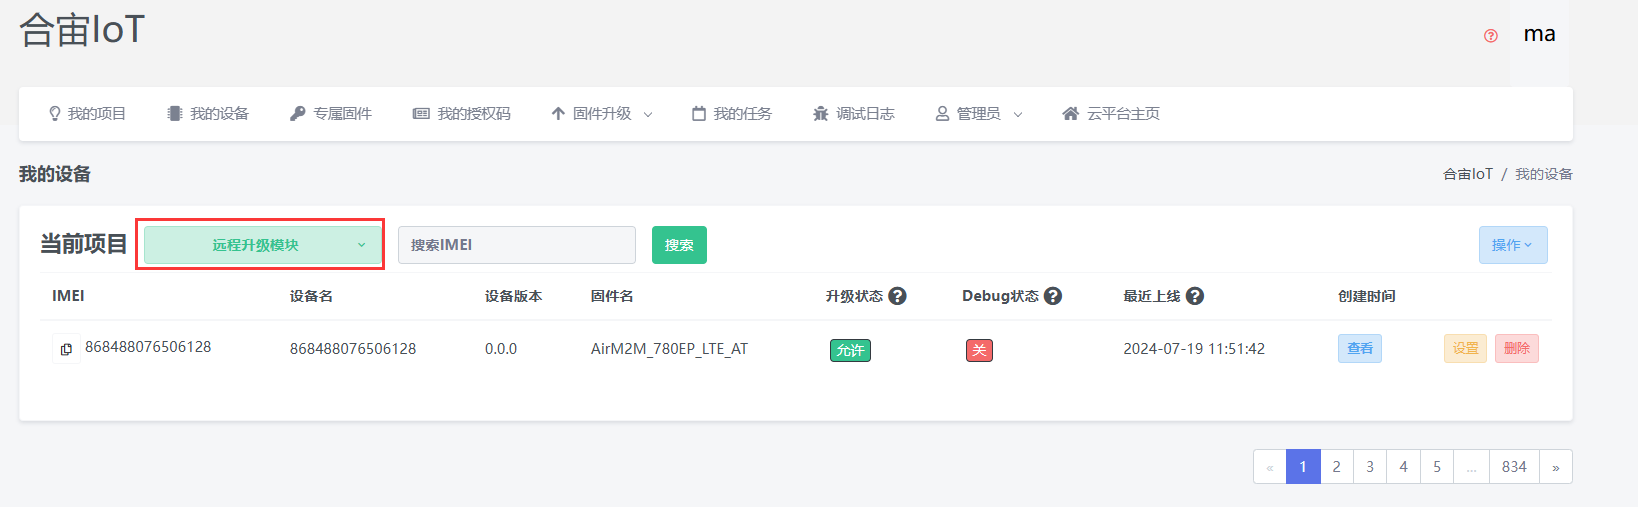 合宙IoT
ma
我的项目 我的设备 专属固件 我的授权码 固件升级 我的任务 调试日志 管理员 云平台主页
我的设备 合宙IoT / 我的设备
当前项目 远程升级模块 搜索IMEI 搜索 操作
IMEI 设备名 设备版本 固件名 升级状态 Debug状态 最近上线 创建时间
868488076506128 868488076506128 0.0.0 AirM2M_780EP_LTE_AT 允许 关 2024-07-19 11:51:42 查看 设置 删除
« 1 2 3 4 5 ... 834 »